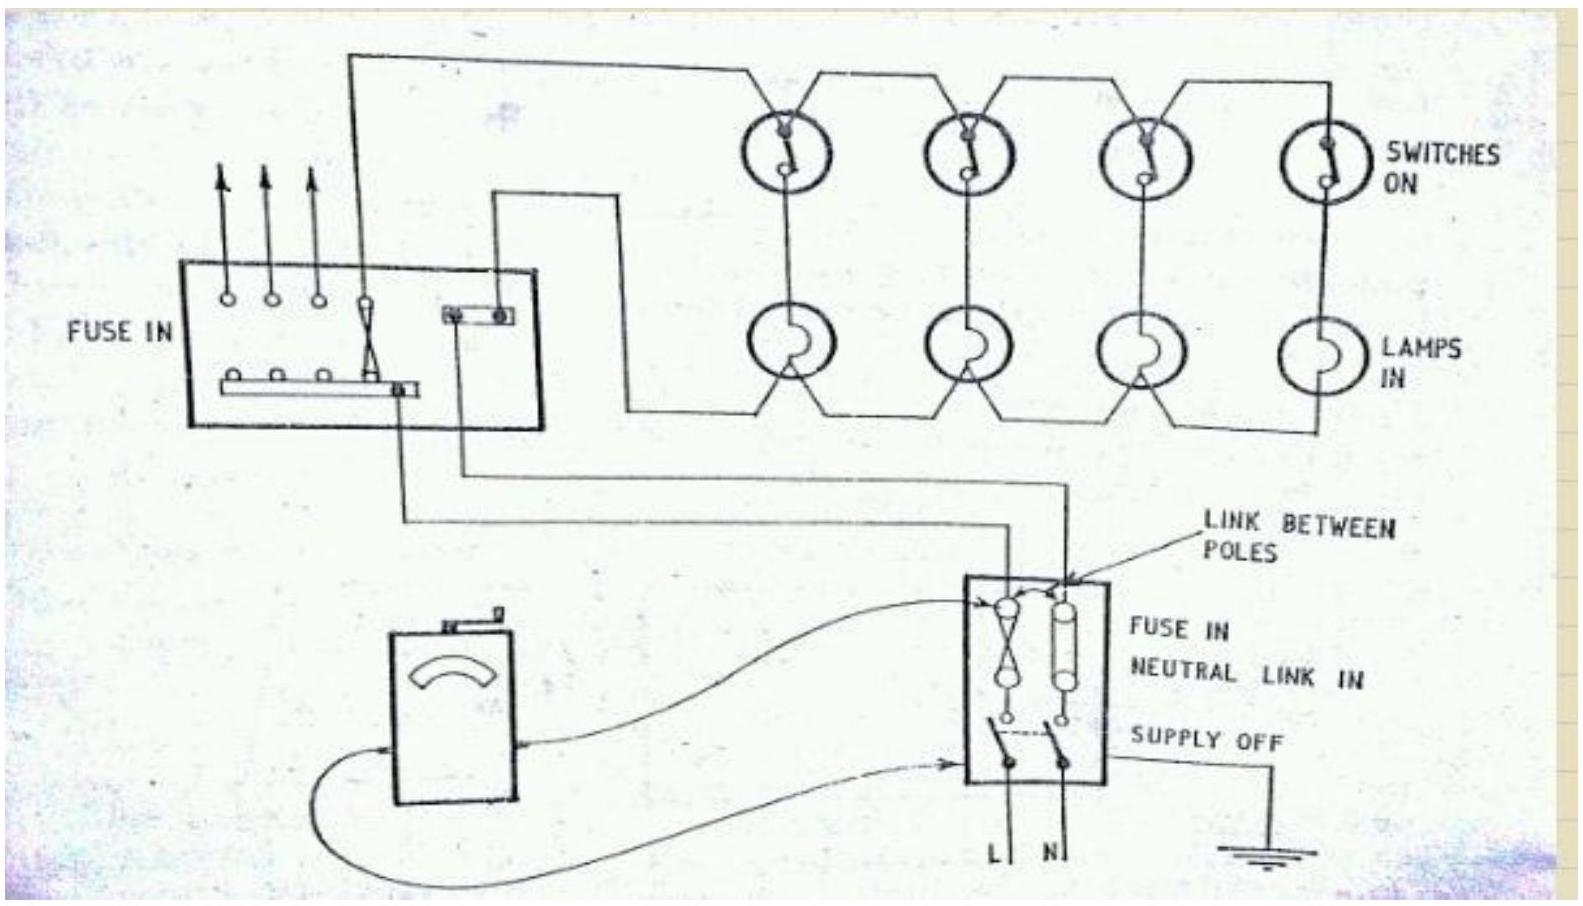 SWITCHES
ON
FUSE IN
LAMPS
IN
LINK BETWEEN
POLES
FUSE IN
NEUTRAL LINK IN
SUPPLY OFF
L N